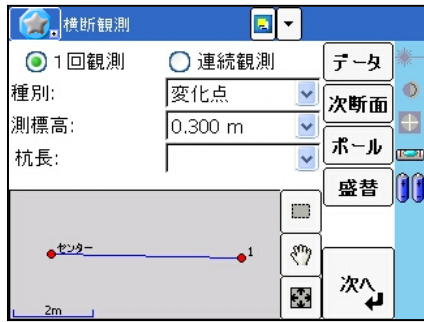 横断観測
1回観測 連続観測 データ
種別: 変化点 次断面
測標高: 0.300 m ポール
杭長: 盛替
センター 1
2m 次へ